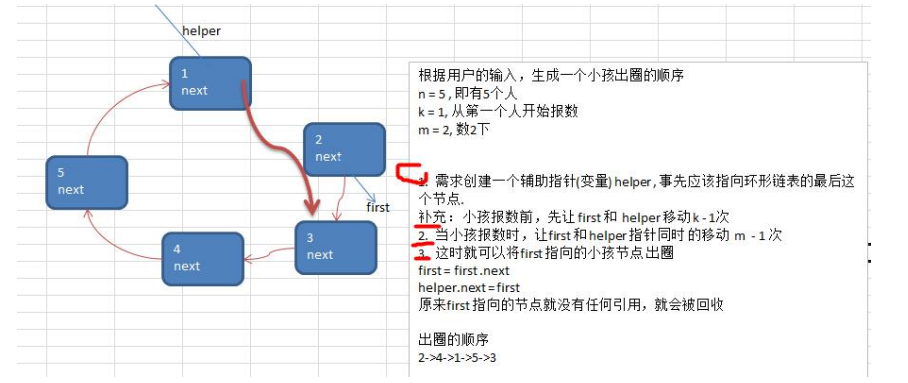 helper
1
next
2
next
first
3
next
4
next
5
next
根据用户的输入，生成一个小孩出圈的顺序
n = 5 , 即有5个人
k = 1, 从第一个人开始报数
m = 2, 数2下
1. 需求创建一个辅助指针(变量) helper , 事先应该指向环形链表的最后这
个节点.
补充：小孩报数前，先让 first 和 helper 移动 k - 1次
2. 当小孩报数时，让first 和 helper 指针同时 的移动 m - 1 次
3. 这时就可以将first 指向的小孩节点 出圈
first = first .next
helper.next = first
原来first 指向的节点就没有任何引用，就会被回收
出圈的顺序
2->4->1->5->3